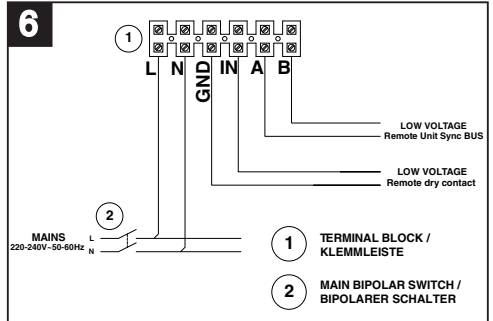 6
1
L N GND IN A B
LOW VOLTAGE
Remote Unit Sync BUS
LOW VOLTAGE
Remote dry contact
2
MAINS
220-240V~50-60Hz
L
N
1 TERMINAL BLOCK /
KLEMMLEISTE
2 MAIN BIPOLAR SWITCH /
BIPOLARER SCHALTER